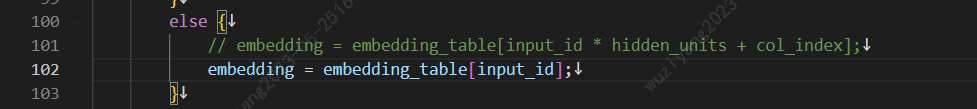 100 else {↓
101 // embedding = embedding_table[input_id * hidden_units + col_index];↓
102 embedding = embedding_table[input_id];↓
103 }↓